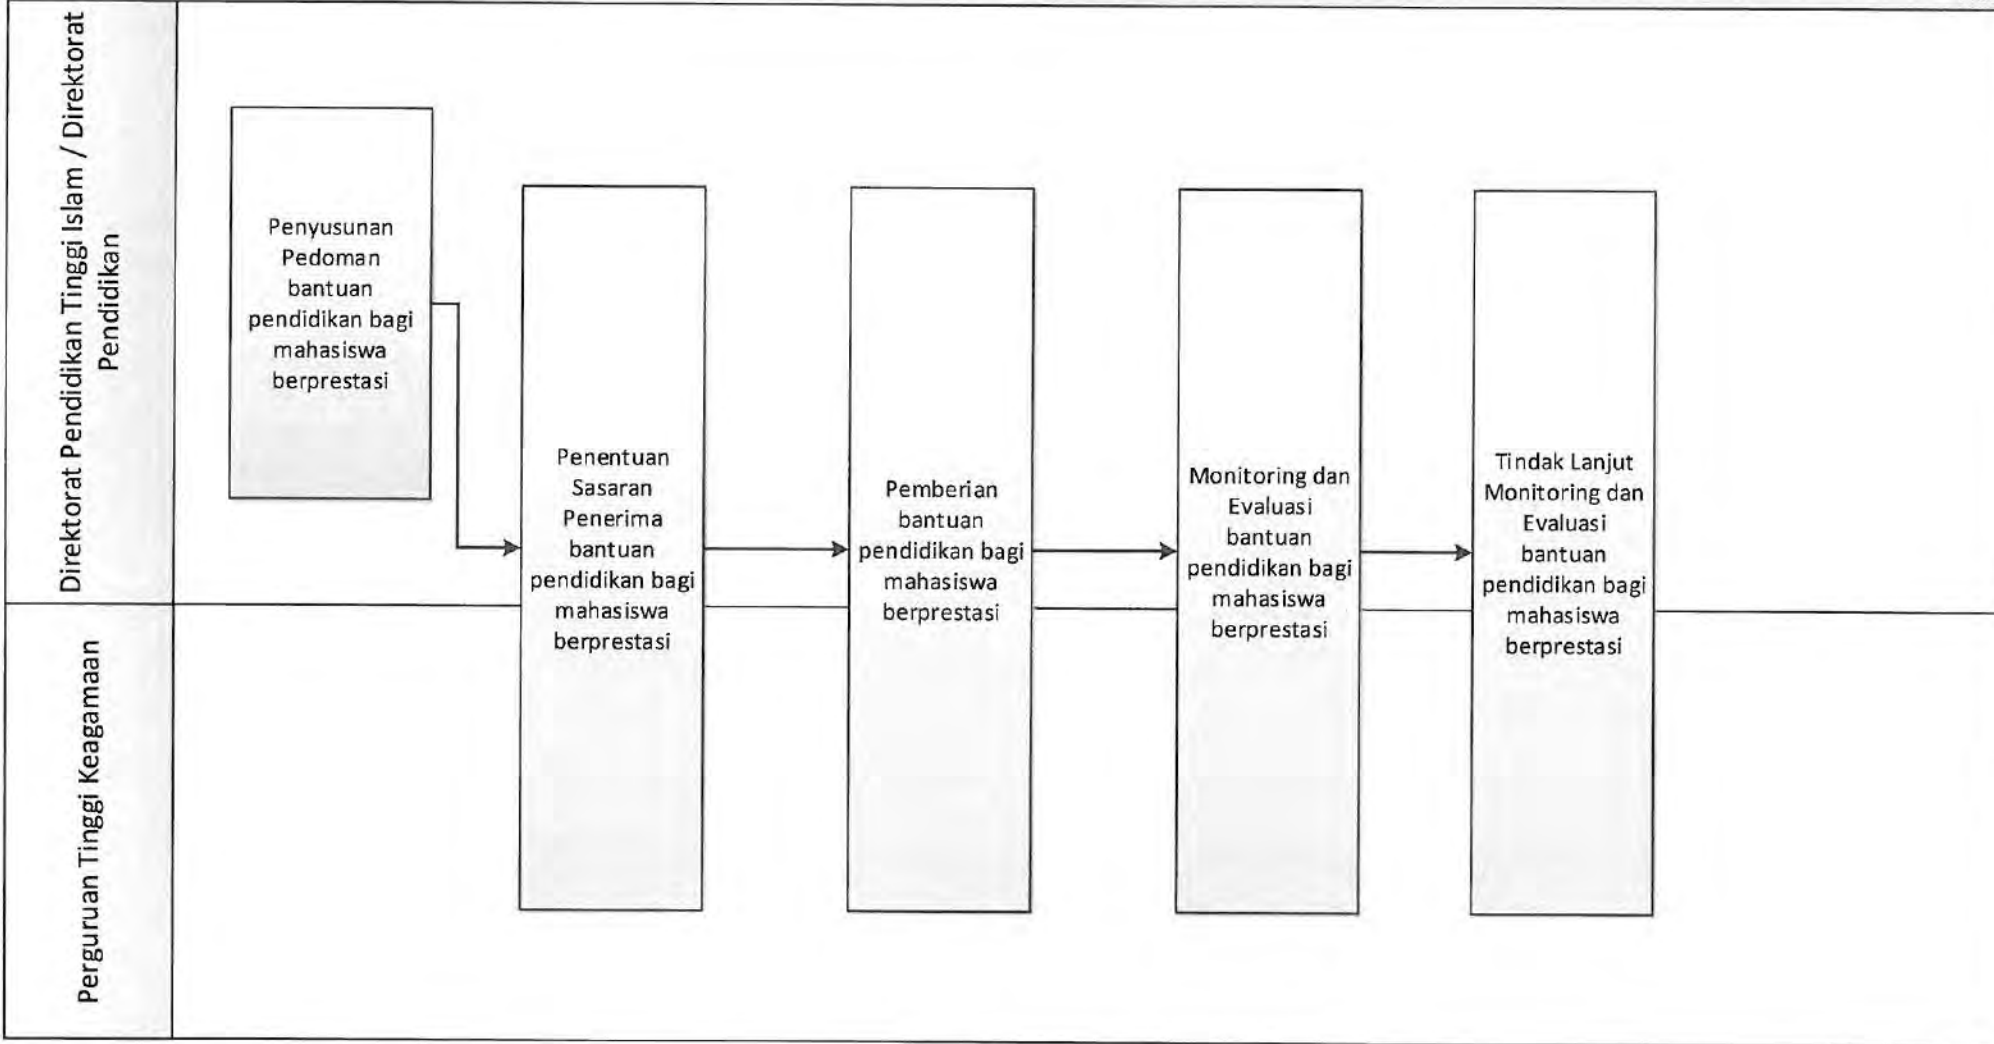 Direktorat Pendidikan Tinggi Islam / Direktorat
Pendidikan
Penyusunan
Pedoman
bantuan
pendidikan bagi
mahasiswa
berprestasi
Penentuan
Sasaran
Penerima
bantuan
pendidikan bagi
mahasiswa
berprestasi
Pemberian
bantuan
pendidikan bagi
mahasiswa
berprestasi
Monitoring dan
Evaluasi
bantuan
pendidikan bagi
mahasiswa
berprestasi
Tindak Lanjut
Monitoring dan
Evaluasi
bantuan
pendidikan bagi
mahasiswa
berprestasi
Perguruan Tinggi Keagamaan